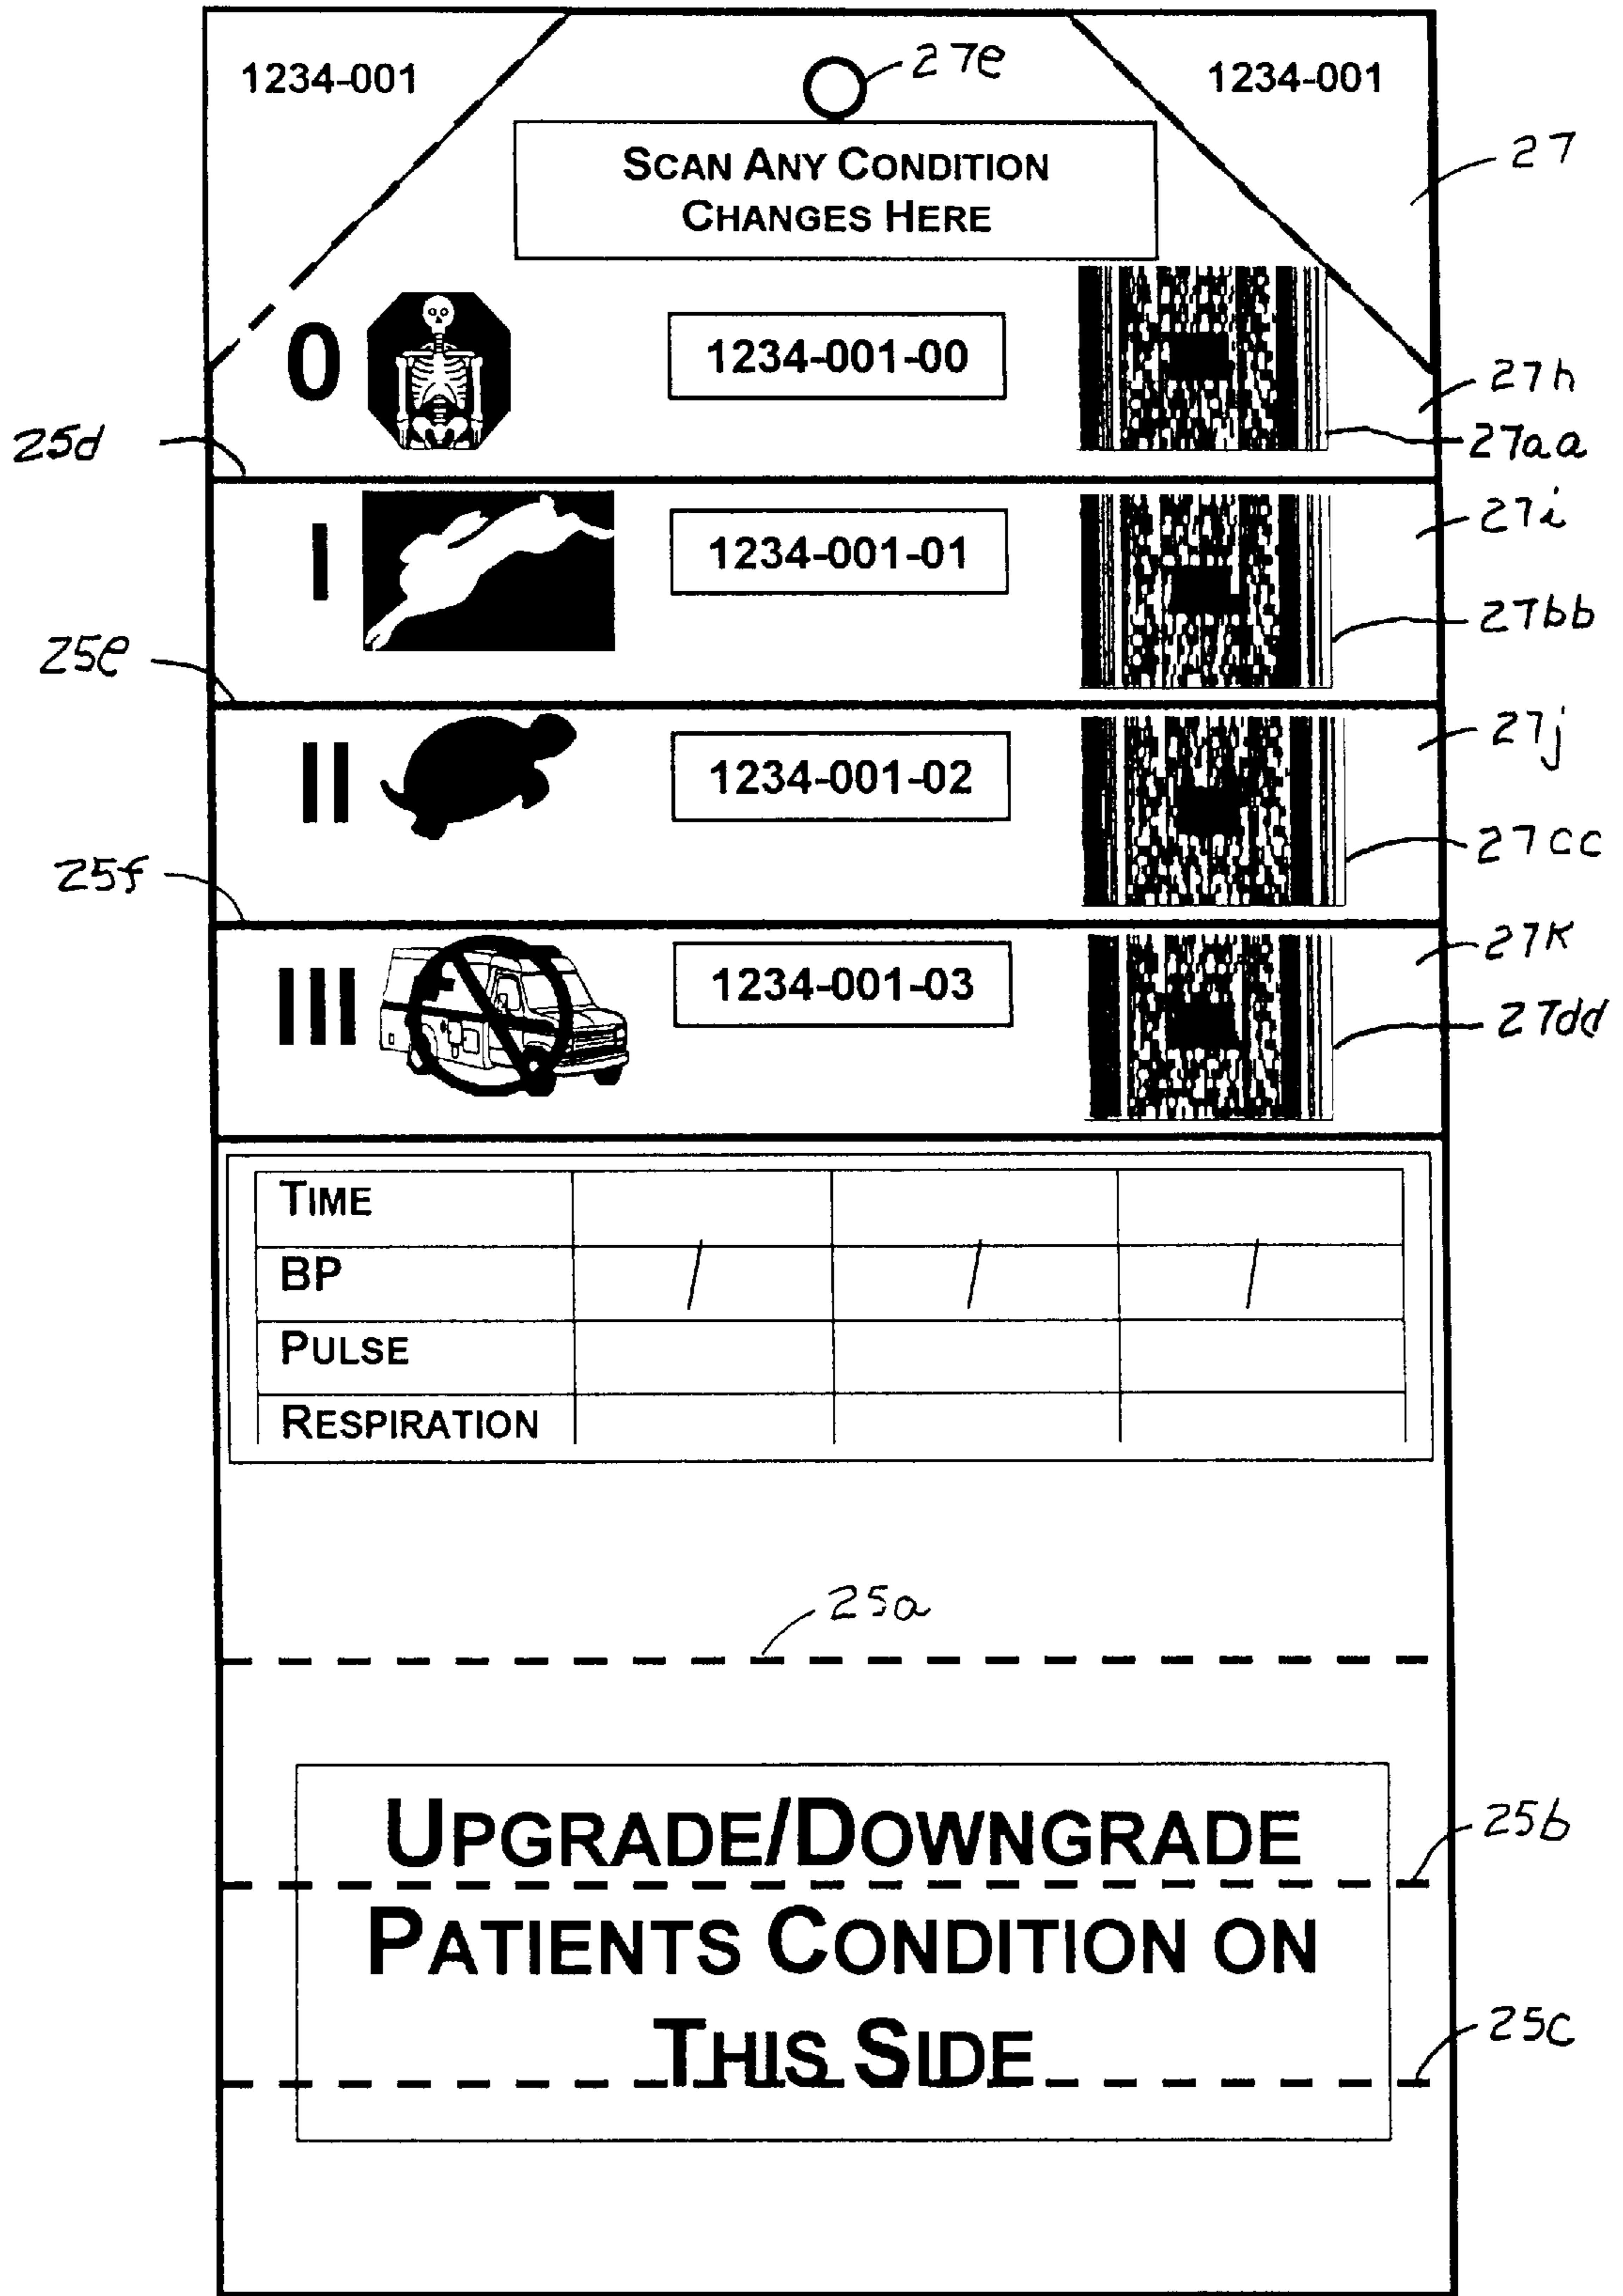 1234-001
27e
1234-001
27
SCAN ANY CONDITION
CHANGES HERE
0
1234-001-00
27h
27aa
25d
I
1234-001-01
27i
27bb
25e
II
1234-001-02
27j
27cc
25f
III
1234-001-03
27K
27dd
TIME
BP / / /
PULSE
RESPIRATION
25a
UPGRADE/DOWNGRADE
25b
PATIENTS CONDITION ON
THIS SIDE
25c